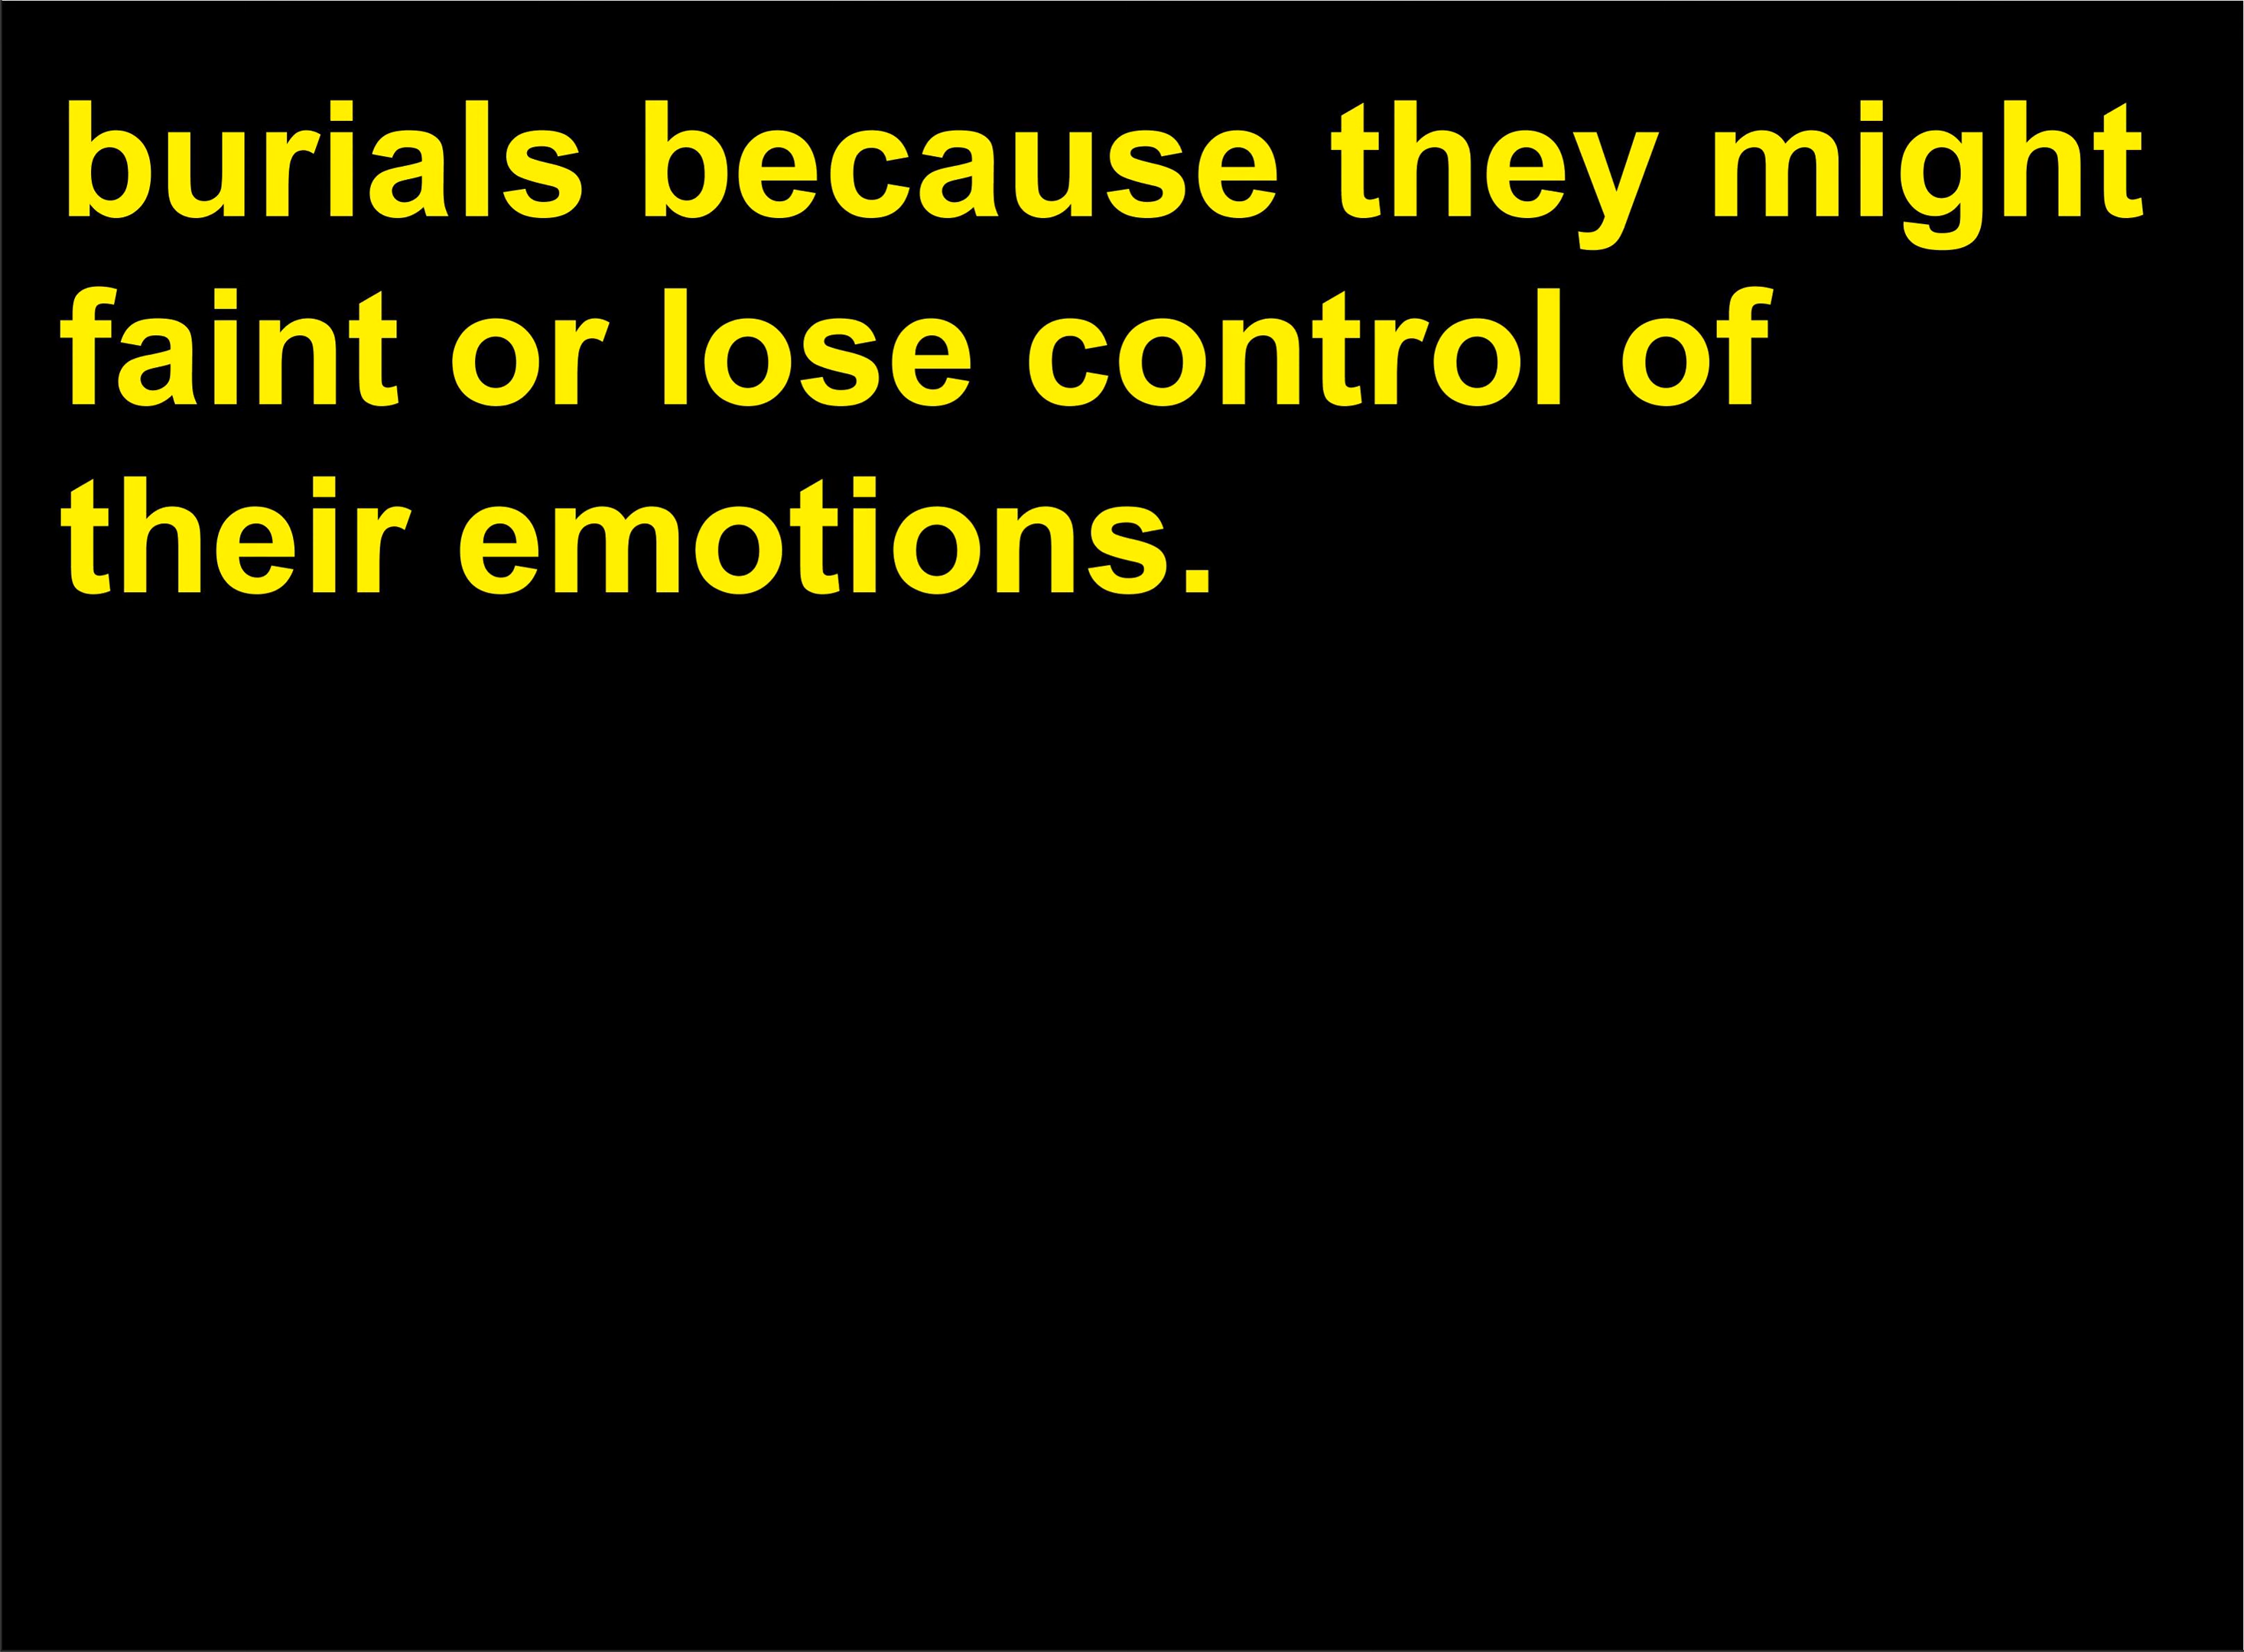 burials because they might
faint or lose control of
their emotions.